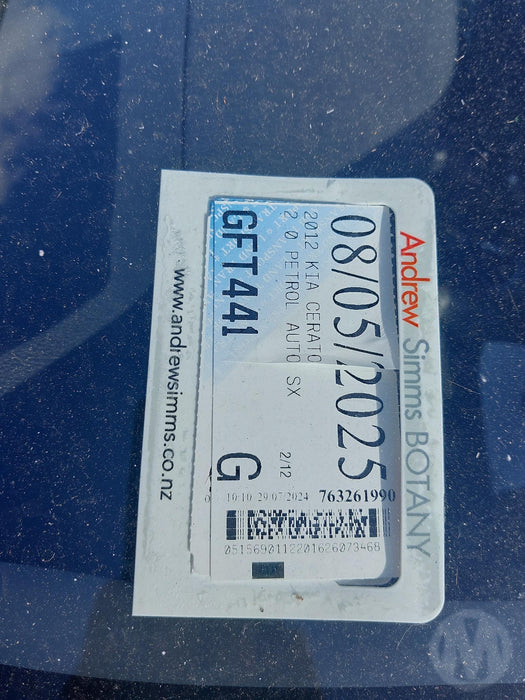 Andrew Simms BOTANY
08/05/2025
2012 KIA CERATO
2.0 PETROL AUTO SX
2/12
GFT441
G
10:10 29/07/2024 763261990
0515690112201626073468
www.andrewsimms.co.nz
M